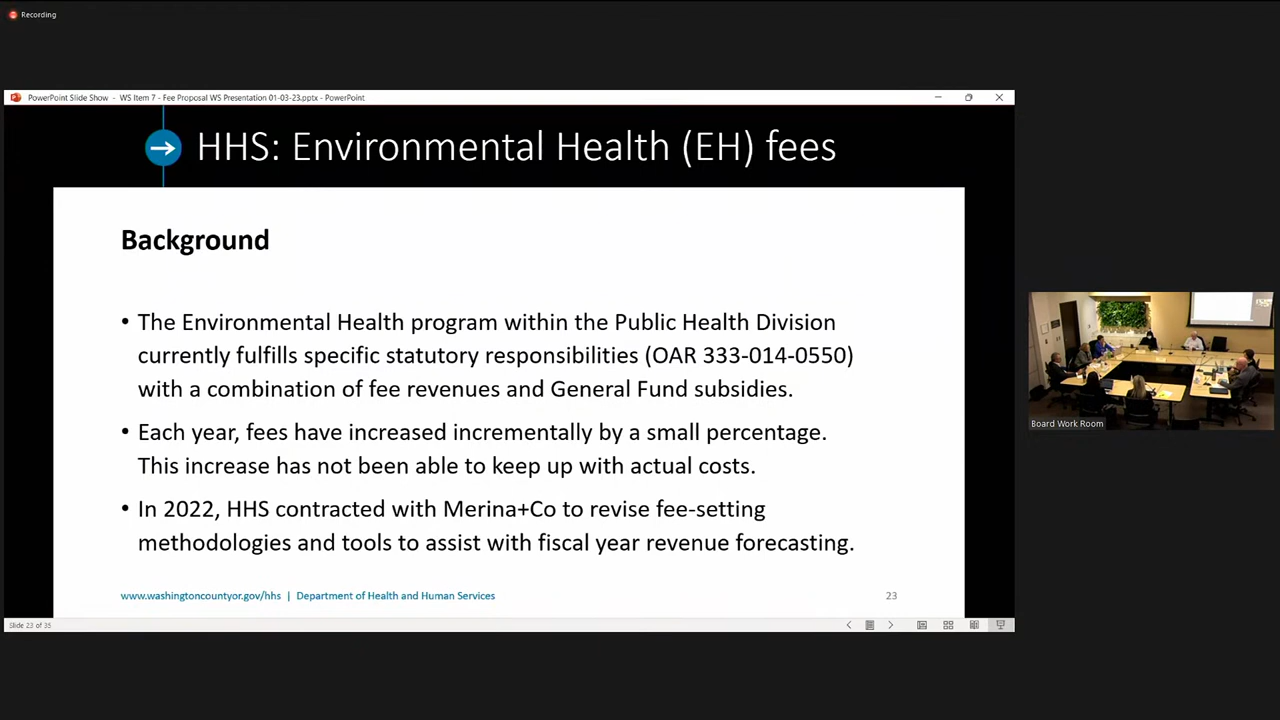 Recording
PowerPoint Slide Show - WS Item 7 - Fee Proposal WS Presentation 01-03-23.pptx - PowerPoint
HHS: Environmental Health (EH) fees
Background
• The Environmental Health program within the Public Health Division
currently fulfills specific statutory responsibilities (OAR 333-014-0550)
with a combination of fee revenues and General Fund subsidies.
• Each year, fees have increased incrementally by a small percentage.
This increase has not been able to keep up with actual costs.
• In 2022, HHS contracted with Merina+Co to revise fee-setting
methodologies and tools to assist with fiscal year revenue forecasting.
www.washingtoncountyor.gov/hhs | Department of Health and Human Services
23
Slide 23 of 35
Board Work Room